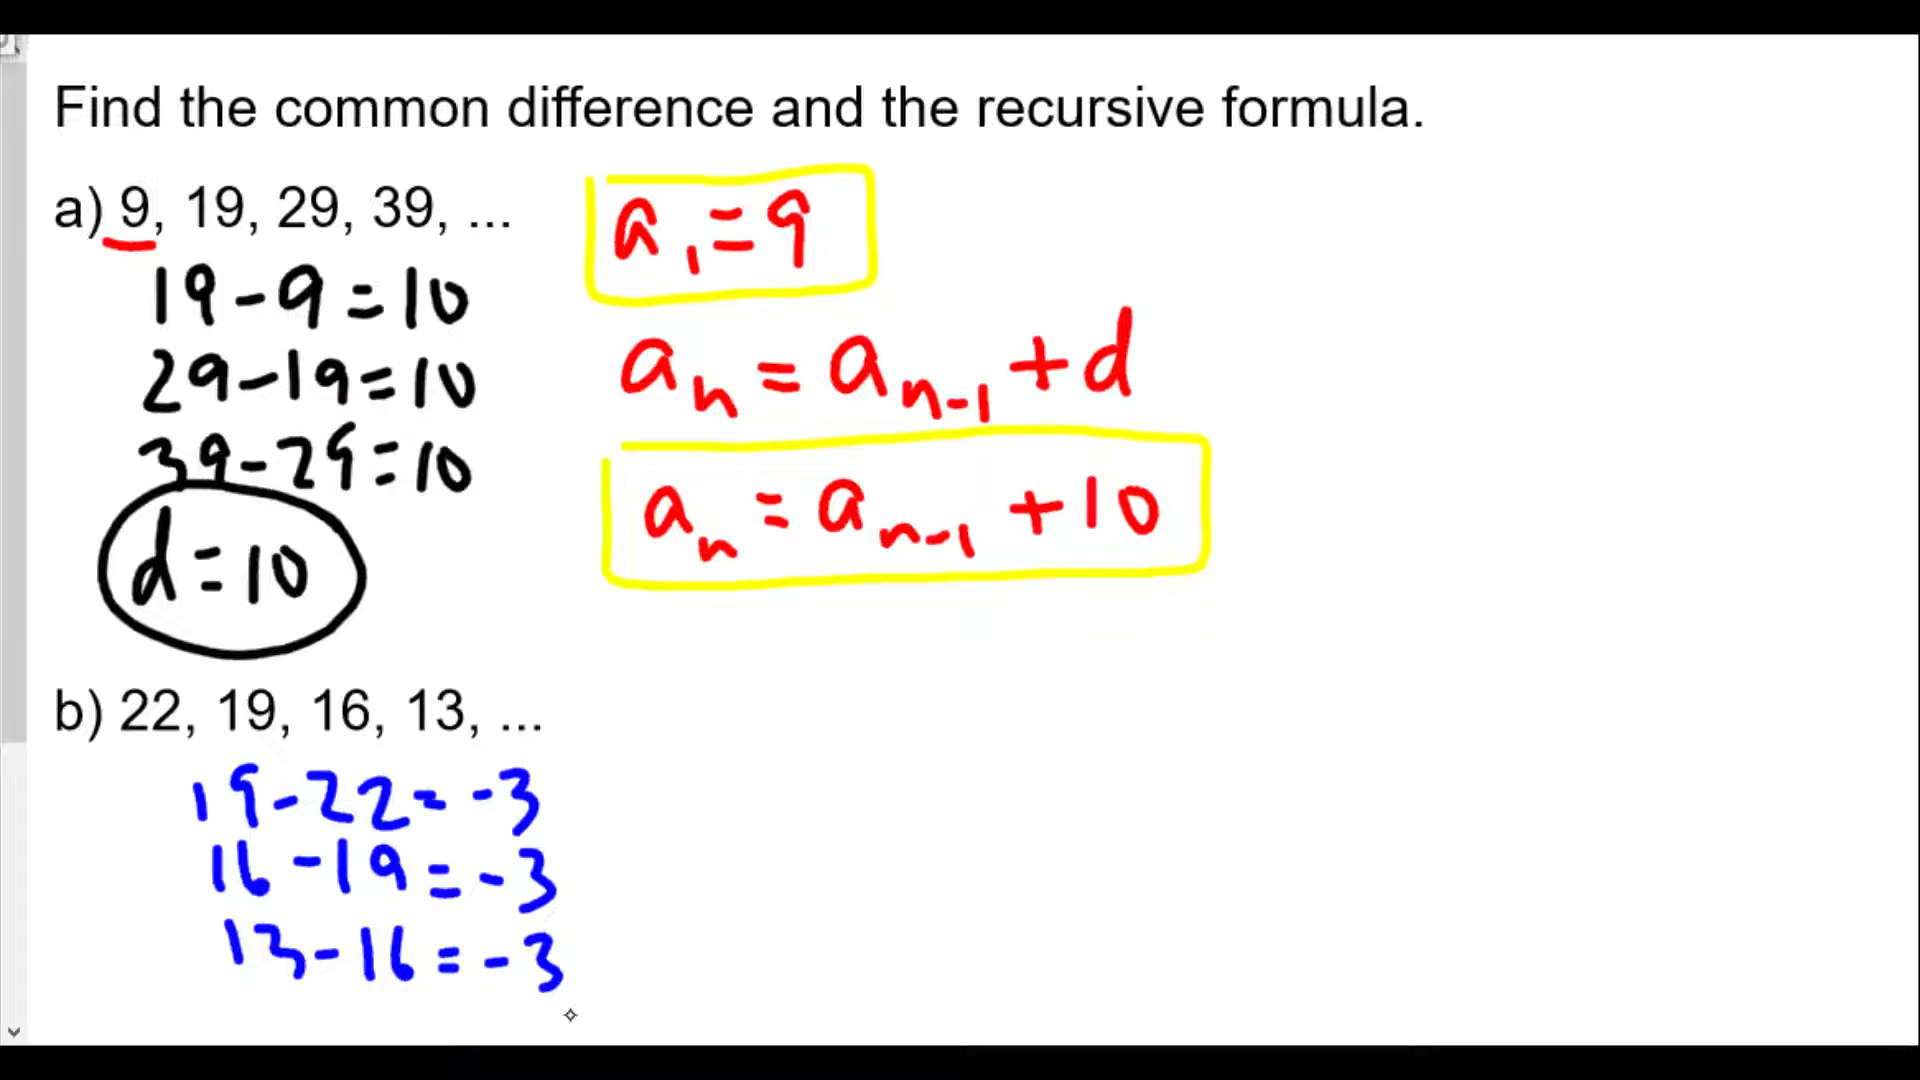 Find the common difference and the recursive formula.
a) 9, 19, 29, 39, ...
19-9=10
29-19=10
39-29=10
d=10
a₁=9
aₙ=aₙ₋₁+d
aₙ=aₙ₋₁+10
b) 22, 19, 16, 13, ...
19-22=-3
16-19=-3
13-16=-3